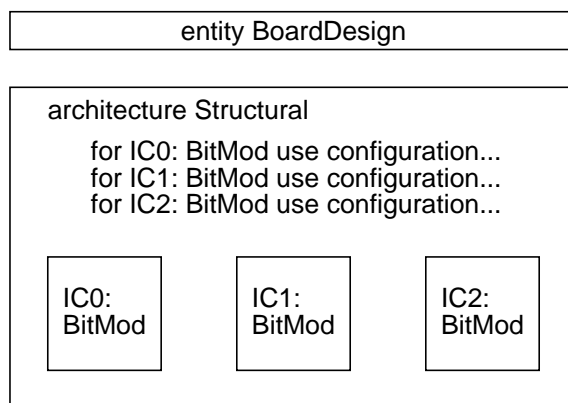 entity BoardDesign
architecture Structural
for IC0: BitMod use configuration...
for IC1: BitMod use configuration...
for IC2: BitMod use configuration...
IC0:
BitMod
IC1:
BitMod
IC2:
BitMod